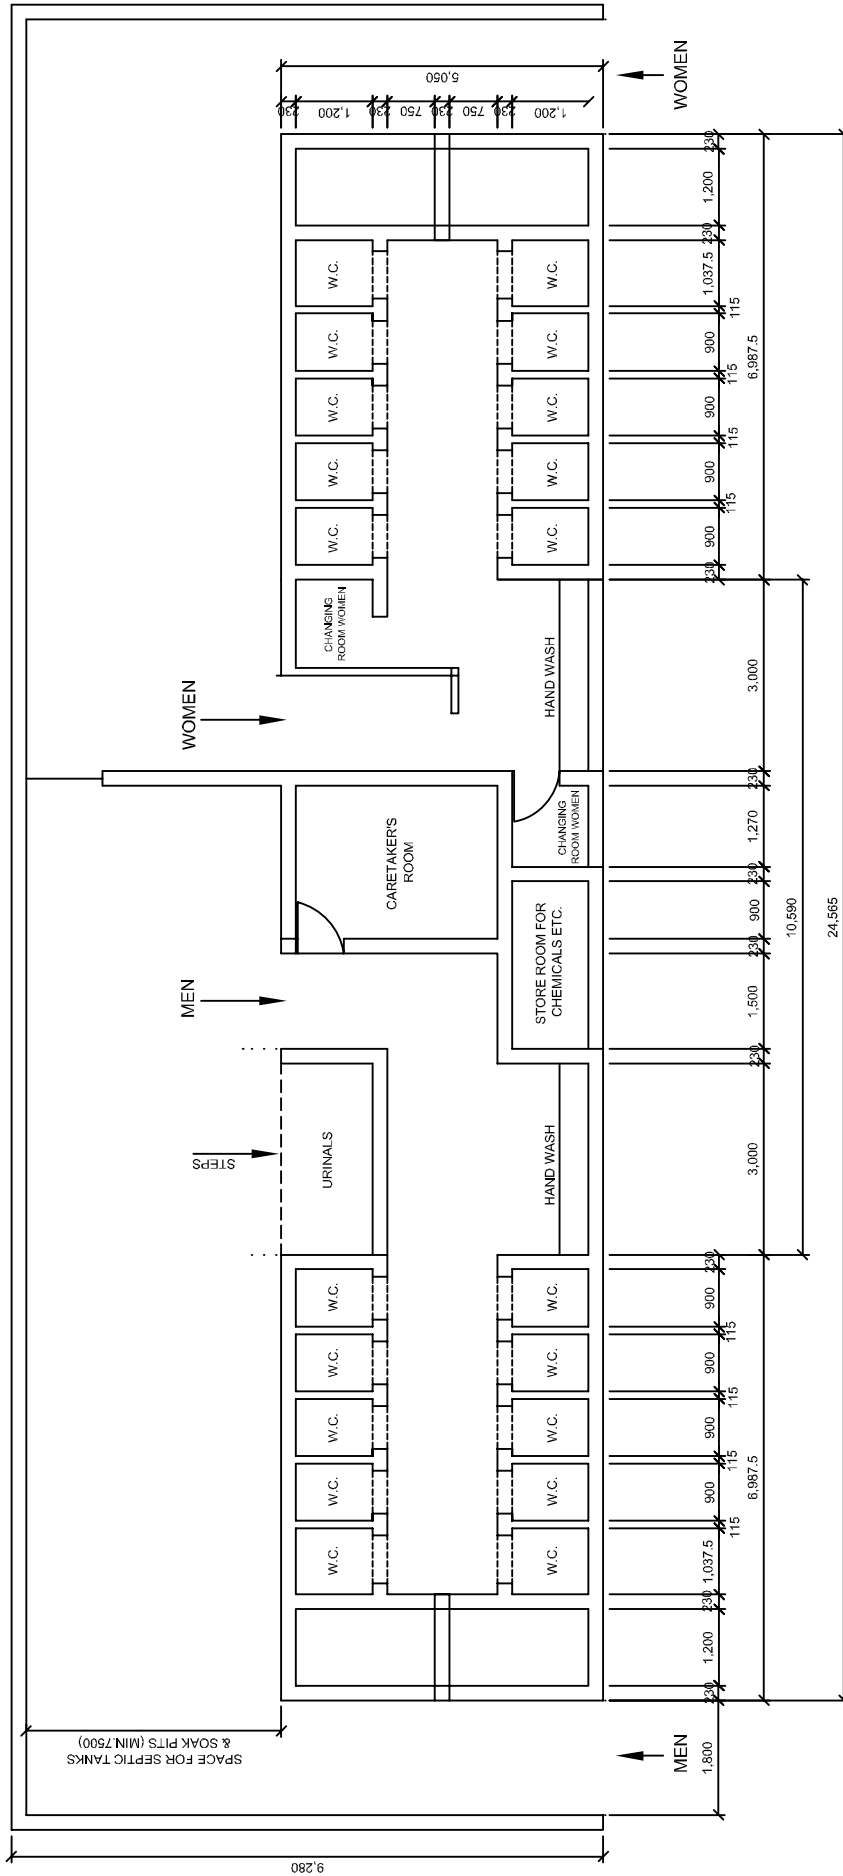 9,280
SPACE FOR SEPTIC TANKS
& SOAK PITS (MIN.7500)
STEPS
MEN
WOMEN
W.C.
W.C.
W.C.
W.C.
W.C.
URINALS
CARETAKER'S
ROOM
CHANGING
ROOM WOMEN
W.C.
W.C.
W.C.
W.C.
W.C.
230
1,200
230
750
230
750
230
1,200
5,050
W.C.
W.C.
W.C.
W.C.
W.C.
HAND WASH
STORE ROOM FOR
CHEMICALS ETC.
CHANGING
ROOM WOMEN
HAND WASH
W.C.
W.C.
W.C.
W.C.
W.C.
MEN
WOMEN
1,800
230
1,200
230
1,037.5
900
900
900
900
230
230
900
900
900
900
1,037.5
230
1,200
230
115
115
115
115
115
115
115
115
6,987.5
3,000
230
1,500
230
900
230
1,270
230
3,000
6,987.5
10,590
24,565